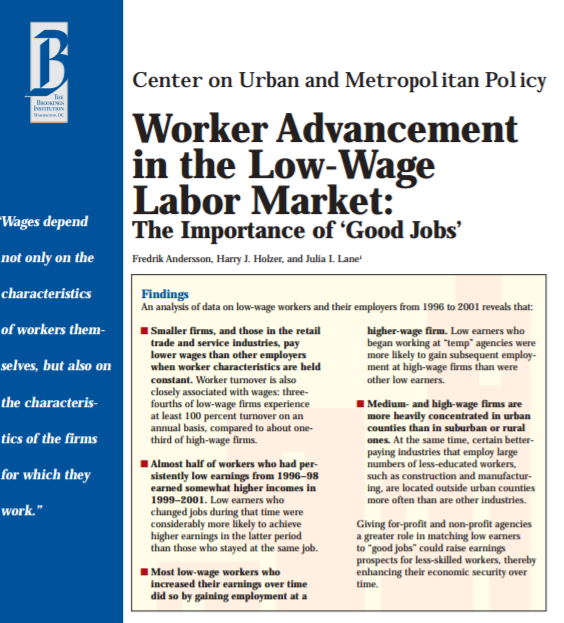 THE
BROOKINGS
INSTITUTION
WASHINGTON, DC
Center on Urban and Metropolitan Policy
Worker Advancement
in the Low-Wage
Labor Market:
The Importance of ‘Good Jobs’
Fredrik Andersson, Harry J. Holzer, and Julia I. Lane¹
“Wages depend
not only on the
characteristics
of workers them-
selves, but also on
the characteris-
tics of the firms
for which they
work.”
Findings
An analysis of data on low-wage workers and their employers from 1996 to 2001 reveals that:
■ Smaller firms, and those in the retail
trade and service industries, pay
lower wages than other employers
when worker characteristics are held
constant. Worker turnover is also
closely associated with wages: three-
fourths of low-wage firms experience
at least 100 percent turnover on an
annual basis, compared to about one-
third of high-wage firms.
■ Almost half of workers who had per-
sistently low earnings from 1996–98
earned somewhat higher incomes in
1999–2001. Low earners who
changed jobs during that time were
considerably more likely to achieve
higher earnings in the latter period
than those who stayed at the same job.
■ Most low-wage workers who
increased their earnings over time
did so by gaining employment at a
higher-wage firm. Low earners who
began working at “temp” agencies were
more likely to gain subsequent employ-
ment at high-wage firms than were
other low earners.
■ Medium- and high-wage firms are
more heavily concentrated in urban
counties than in suburban or rural
ones. At the same time, certain better-
paying industries that employ large
numbers of less-educated workers,
such as construction and manufactur-
ing, are located outside urban counties
more often than are other industries.
Giving for-profit and non-profit agencies
a greater role in matching low earners
to “good jobs” could raise earnings
prospects for less-skilled workers, thereby
enhancing their economic security over
time.